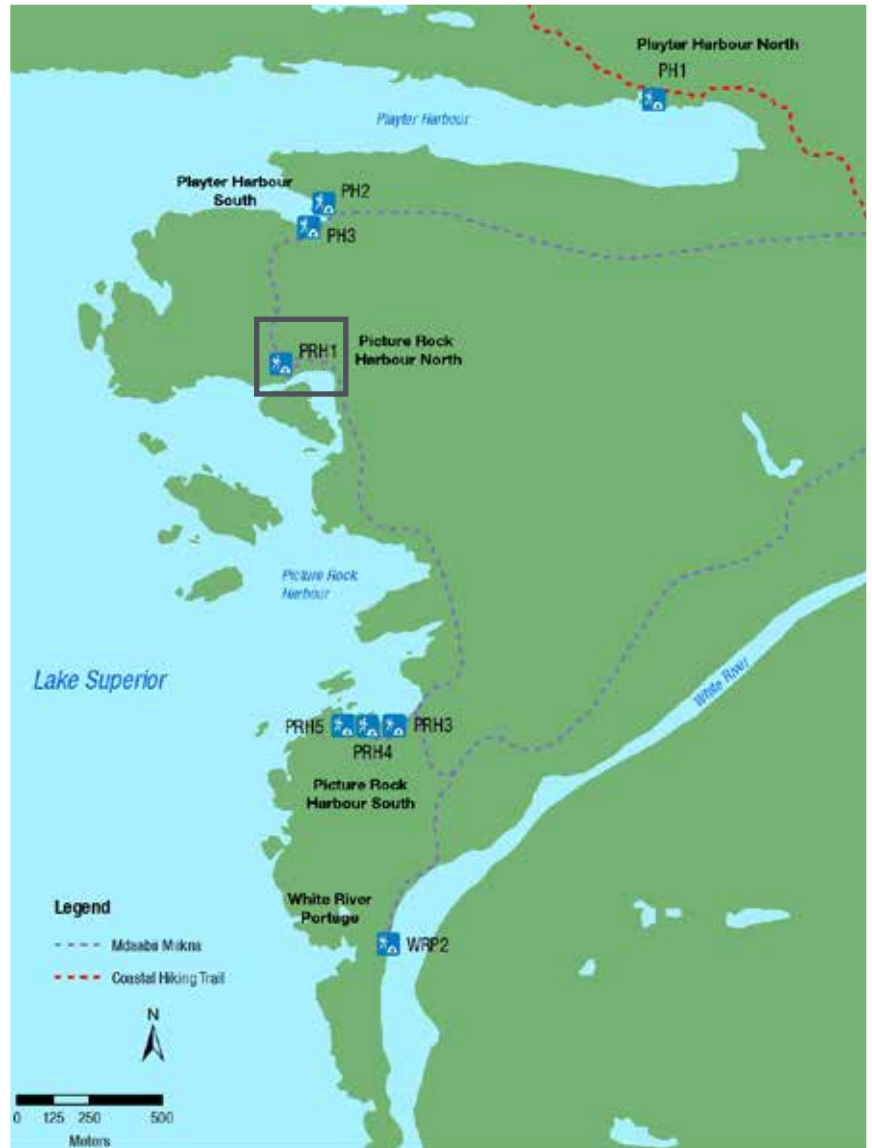 Playter Harbour North
PH1
Playter Harbour
Playter Harbour
South
PH2
PH3
PRH1
Picture Rock
Harbour North
Picture Rock
Harbour
Lake Superior
White River
PRH5
PRH4
PRH3
Picture Rock
Harbour South
White River
Portage
WRP2
Legend
Mdaabii Miikna
Coastal Hiking Trail
N
0 125 250 500
Meters